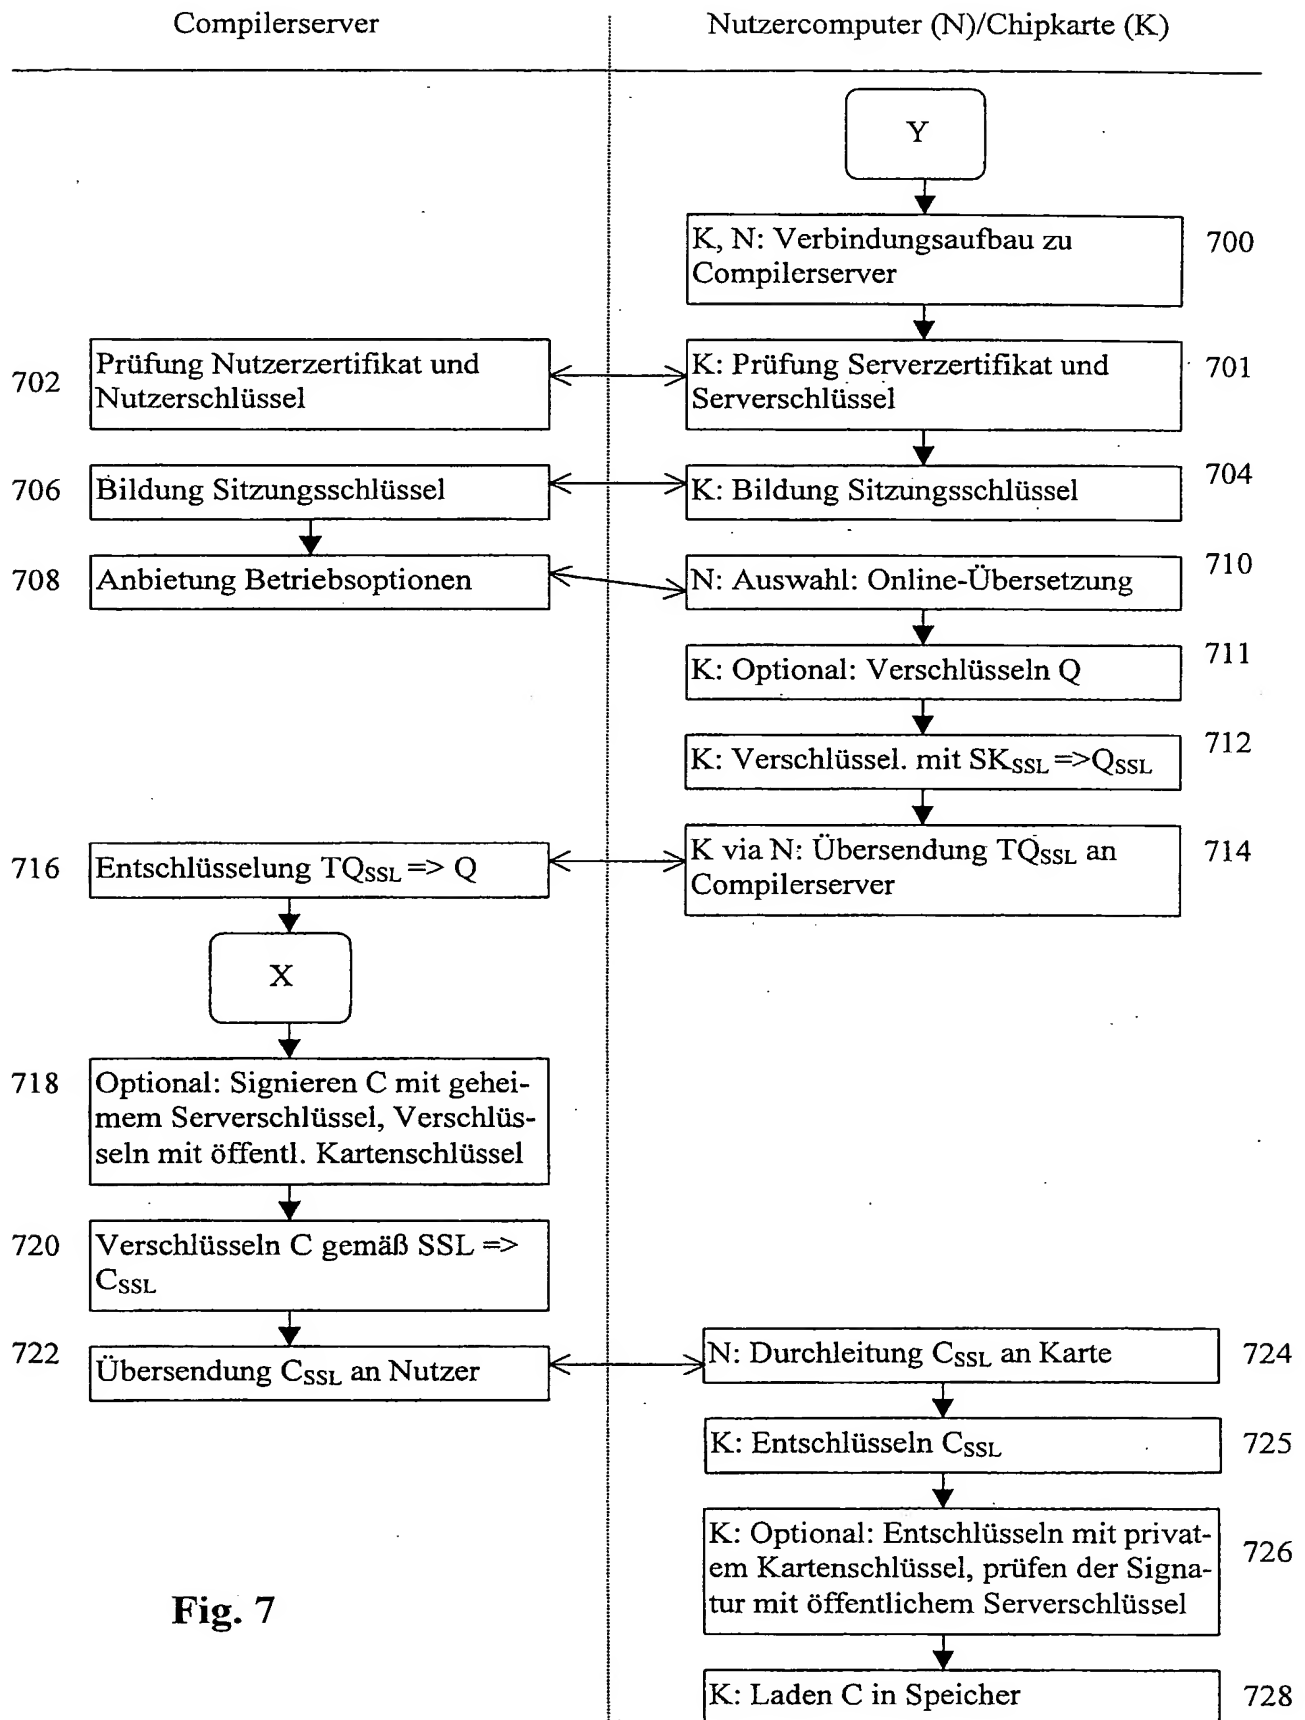 Compilerserver
Nutzercomputer (N)/Chipkarte (K)
Y
K, N: Verbindungsaufbau zu
Compilerserver
700
702
Prüfung Nutzerzertifikat und
Nutzerschlüssel
K: Prüfung Serverzertifikat und
Serverschlüssel
701
706
Bildung Sitzungsschlüssel
K: Bildung Sitzungsschlüssel
704
708
Anbietung Betriebsoptionen
N: Auswahl: Online-Übersetzung
710
K: Optional: Verschlüsseln Q
711
K: Verschlüssel. mit SKSSL =>QSSL
712
716
Entschlüsselung TQSSL => Q
K via N: Übersendung TQSSL an
Compilerserver
714
X
718
Optional: Signieren C mit gehei-
mem Serverschlüssel, Verschlüs-
seln mit öffentl. Kartenschlüssel
720
Verschlüsseln C gemäß SSL =>
CSSL
722
Übersendung CSSL an Nutzer
N: Durchleitung CSSL an Karte
724
K: Entschlüsseln CSSL
725
K: Optional: Entschlüsseln mit privat-
em Kartenschlüssel, prüfen der Signa-
tur mit öffentlichem Serverschlüssel
726
K: Laden C in Speicher
728
Fig. 7